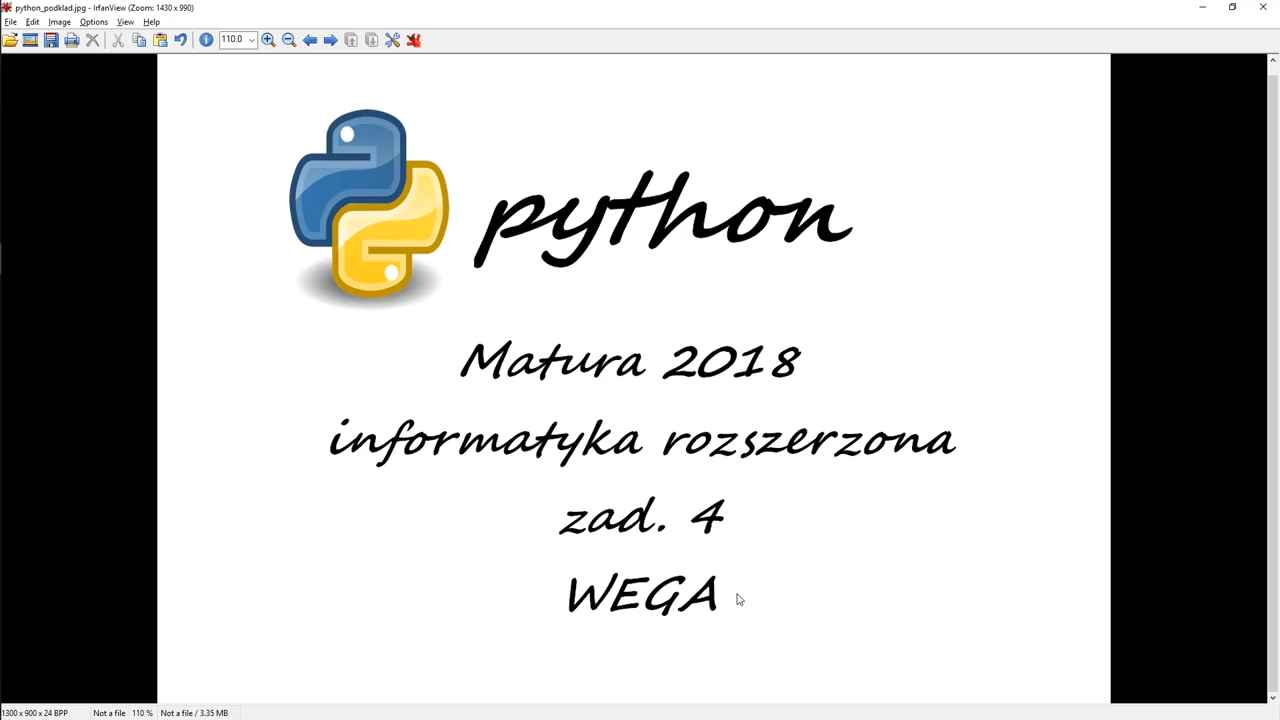 python_podklad.jpg - IrfanView (Zoom: 1430 x 990)
File Edit Image Options View Help
110.0
python
Matura 2018
informatyka rozszerzona
zad. 4
WEGA
1300 x 900 x 24 BPP Not a file 110 % Not a file / 3.35 MB